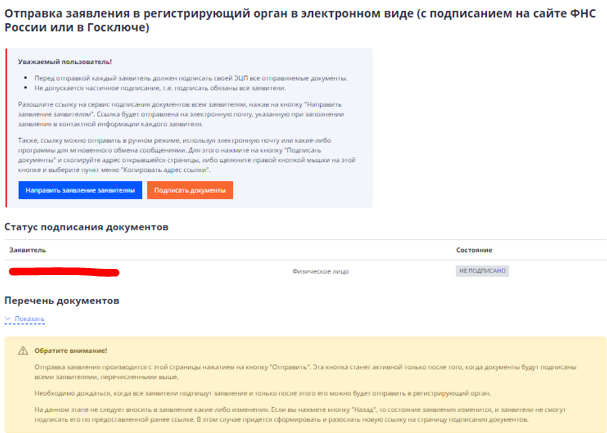 Отправка заявления в регистрирующий орган в электронном виде (с подписанием на сайте ФНС
России или в Госключе)
Уважаемый пользователь!
Перед отправкой каждый заявитель должен подписать своей ЭЦП все отправляемые документы.
Не допускается частичное подписание, т.е. подписать обязаны все заявители.
Разошлите ссылку на сервис подписания документов всем заявителям, нажав на кнопку "Направить
заявление заявителям". Ссылка будет отправлена на электронную почту, указанную при заполнении
заявления в контактной информации каждого заявителя.
Также, ссылку можно отправить в ручном режиме, используя электронную почту или какие-либо
программы для мгновенного обмена сообщениями. Для этого нажмите на кнопку "Подписать
документы" и скопируйте адрес открывшейся страницы, либо щелкните правой кнопкой мышки на этой
кнопке и выберите пункт меню "Копировать адрес ссылки".
Направить заявление заявителям Подписать документы
Статус подписания документов
Заявитель Состояние
Физическое лицо НЕ ПОДПИСАНО
Перечень документов
Показать
Обратите внимание!
Отправка заявления производится с этой страницы нажатием на кнопку "Отправить". Эта кнопка станет активной только после того, когда документы будут подписаны
всеми заявителями, перечисленными выше.
Необходимо дождаться, когда все заявители подпишут заявление и только после этого его можно будет отправить в регистрирующий орган.
На данном этапе не следует вносить в заявление какие-либо изменения. Если вы нажмете кнопку "Назад", то состояние заявления изменится, и заявители не смогут
подписать его по предоставленной ранее ссылке. В этом случае придется сформировать и разослать новую ссылку на страницу подписания документов.